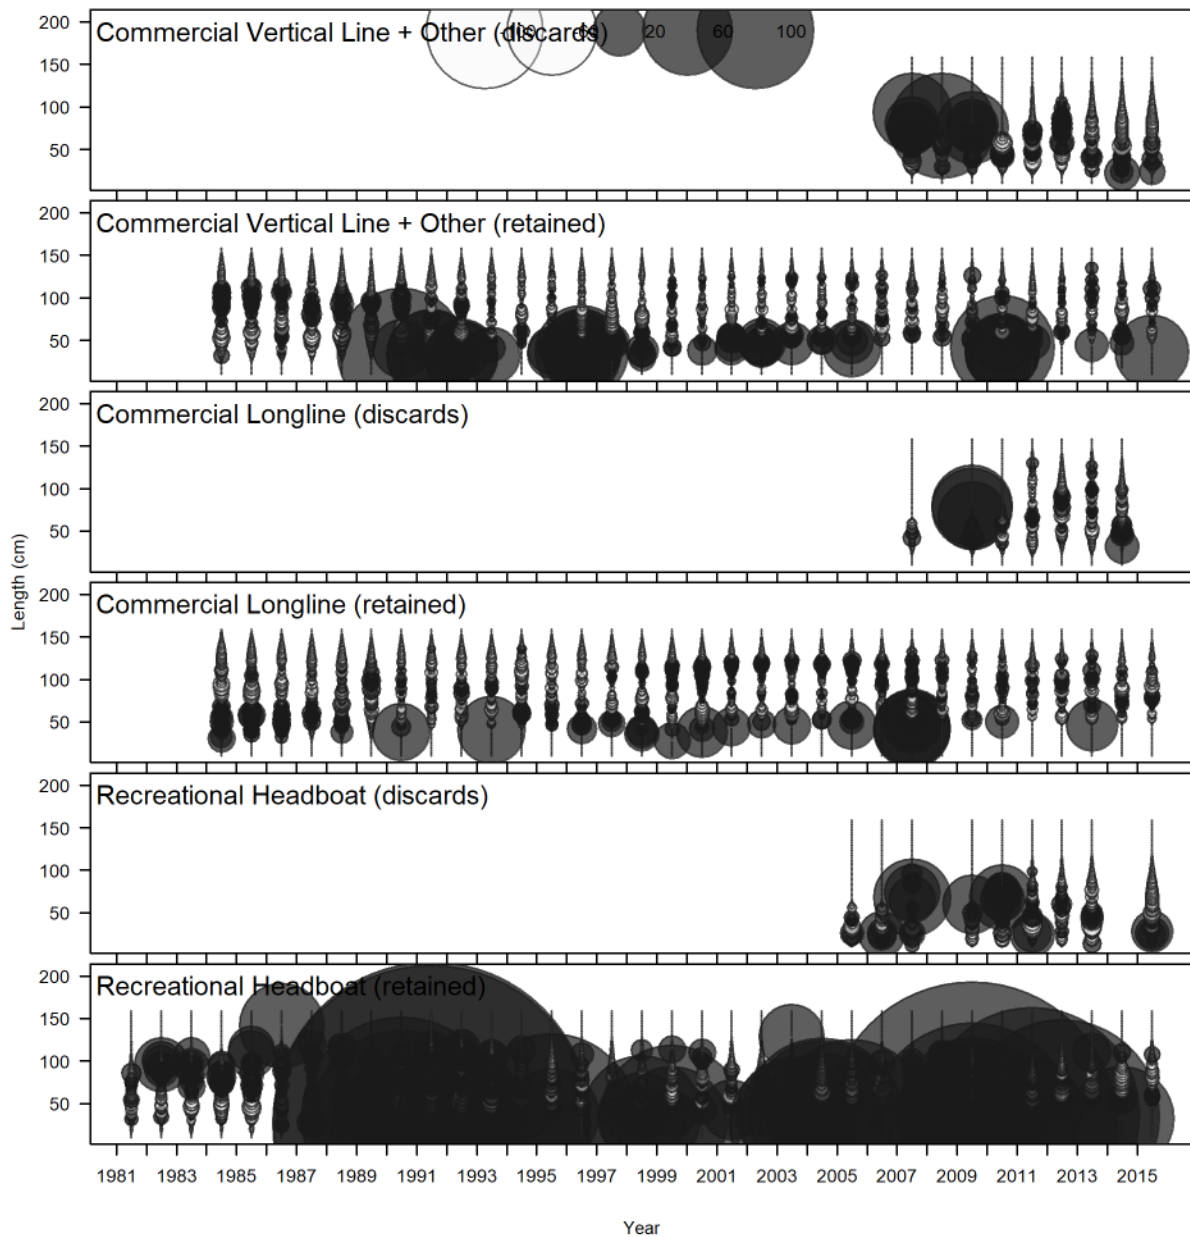 Commercial Vertical Line + Other (discards)
-100 -60 20 60 100
200
150
100
50
Commercial Vertical Line + Other (retained)
200
150
100
50
Commercial Longline (discards)
200
150
100
50
Length (cm)
Commercial Longline (retained)
200
150
100
50
Recreational Headboat (discards)
200
150
100
50
Recreational Headboat (retained)
200
150
100
50
1981 1983 1985 1987 1989 1991 1993 1995 1997 1999 2001 2003 2005 2007 2009 2011 2013 2015
Year